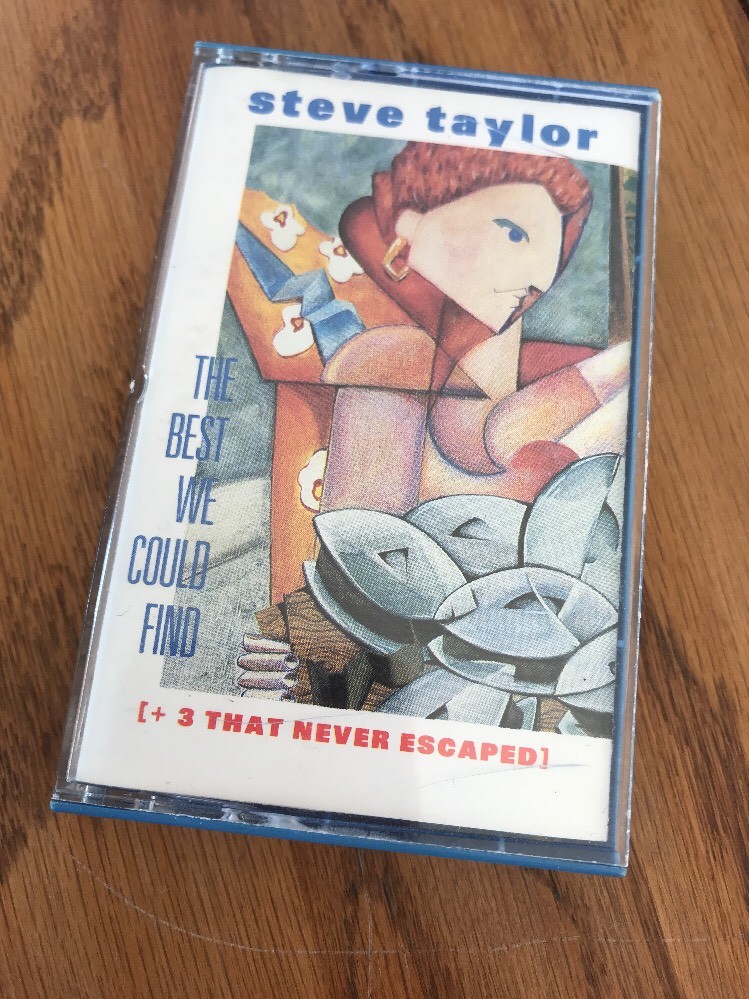 steve taylor
THE
BEST
WE
COULD
FIND
[+ 3 THAT NEVER ESCAPED]